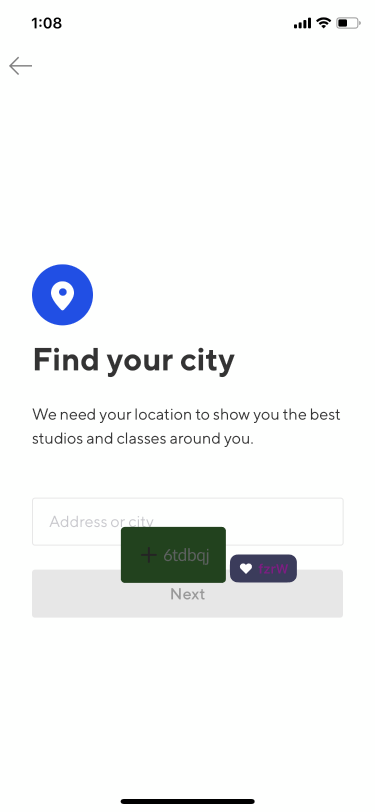 1:08
Find your city
We need your location to show you the best
studios and classes around you.
Address or city
6tdbqj
Next